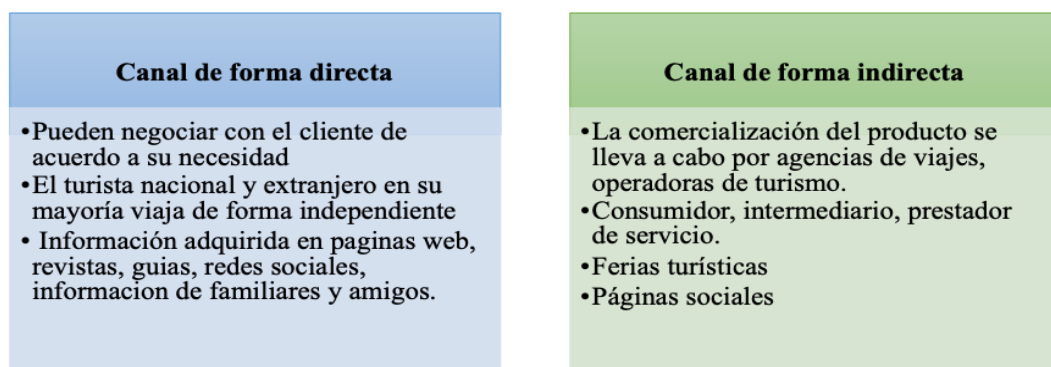 Canal de forma directa
•Pueden negociar con el cliente de
acuerdo a su necesidad
•El turista nacional y extranjero en su
mayoría viaja de forma independiente
• Información adquirida en paginas web,
revistas, guias, redes sociales,
informacion de familiares y amigos.
Canal de forma indirecta
•La comercialización del producto se
lleva a cabo por agencias de viajes,
operadoras de turismo.
•Consumidor, intermediario, prestador
de servicio.
•Ferias turísticas
•Páginas sociales